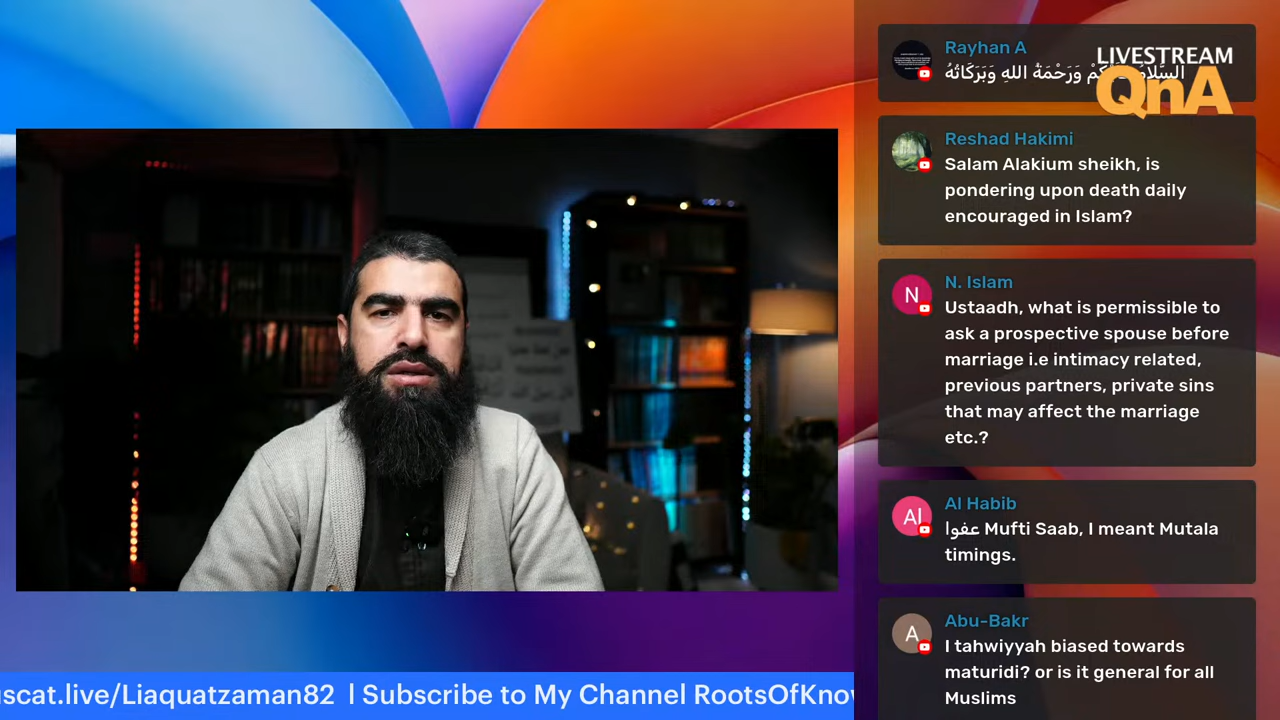 Rayhan A
LIVESTREAM
QnA
وَرَحْمَةُ اللهِ وَبَرَكَاتُهُ
Reshad Hakimi
Salam Alakium sheikh, is
pondering upon death daily
encouraged in Islam?
N
N. Islam
Ustaadh, what is permissible to
ask a prospective spouse before
marriage i.e intimacy related,
previous partners, private sins
that may affect the marriage
etc.?
Al
Al Habib
عفوا Mufti Saab, I meant Mutala
timings.
A
Abu-Bakr
I tahwiyyah biased towards
maturidi? or is it general for all
Muslims
uscat.live/Liaquatzaman82 I Subscribe to My Channel RootsOfKnow